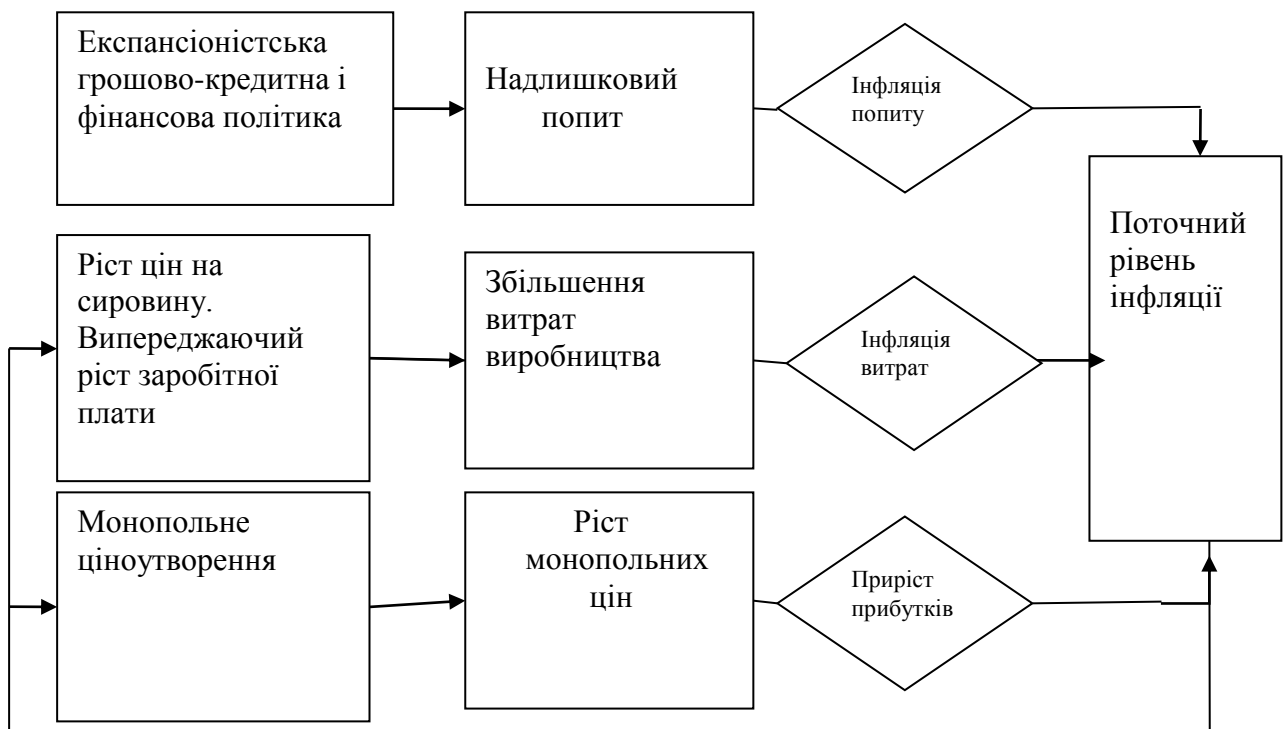 Експансіоністська
грошово-кредитна і
фінансова політика
Надлишковий
попит
Інфляція
попиту
Поточний
рівень
інфляції
Ріст цін на
сировину.
Випереджаючий
ріст заробітної
плати
Збільшення
витрат
виробництва
Інфляція
витрат
Монопольне
ціноутворення
Ріст
монопольних
цін
Приріст
прибутків